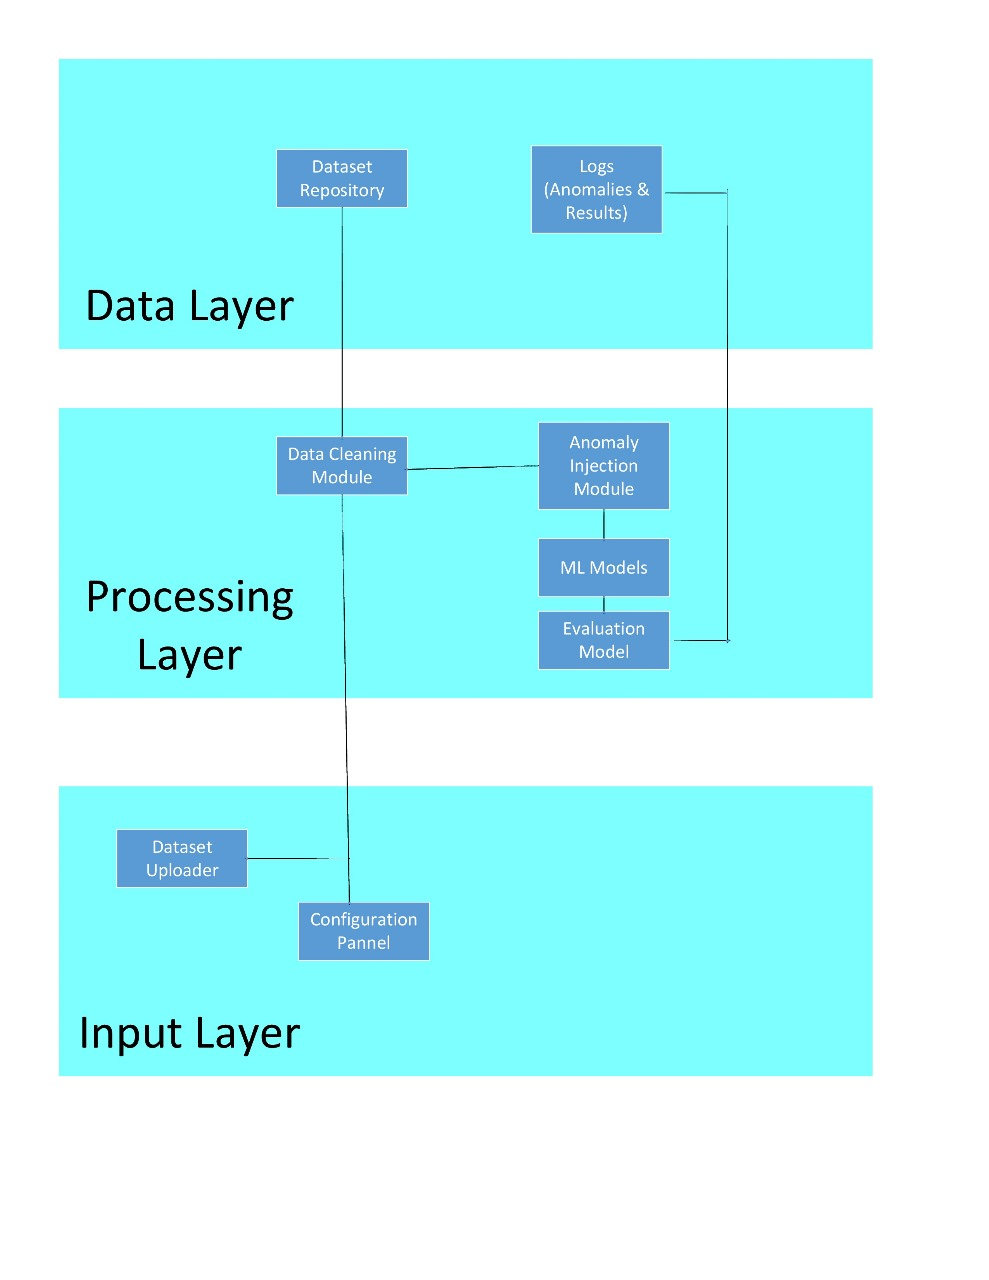 Dataset
Repository
Logs
(Anomalies &
Results)
Data Layer
Data Cleaning
Module
Anomaly
Injection
Module
ML Models
Processing
Layer
Evaluation
Model
Dataset
Uploader
Configuration
Pannel
Input Layer